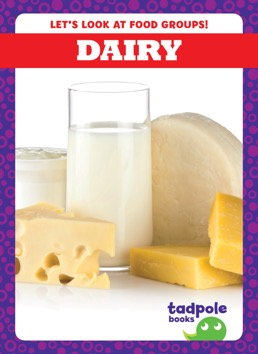 LET'S LOOK AT FOOD GROUPS!
DAIRY
tadpole
books